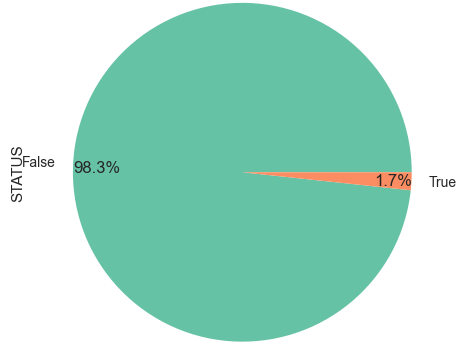 STATUS
False
98.3%
1.7%
True